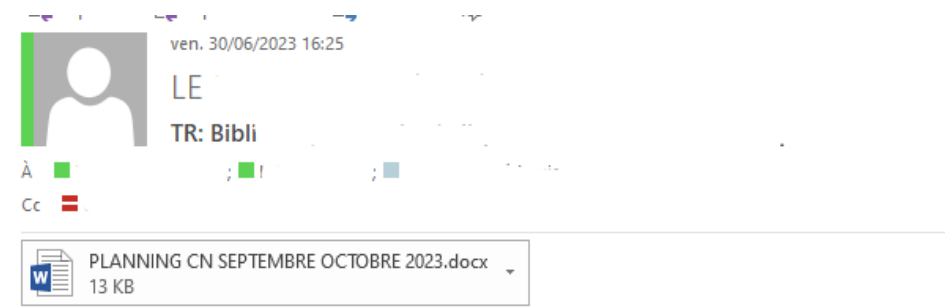 ven. 30/06/2023 16:25
LE
TR: Bibli
À ; ;
Cc
PLANNING CN SEPTEMBRE OCTOBRE 2023.docx
13 KB